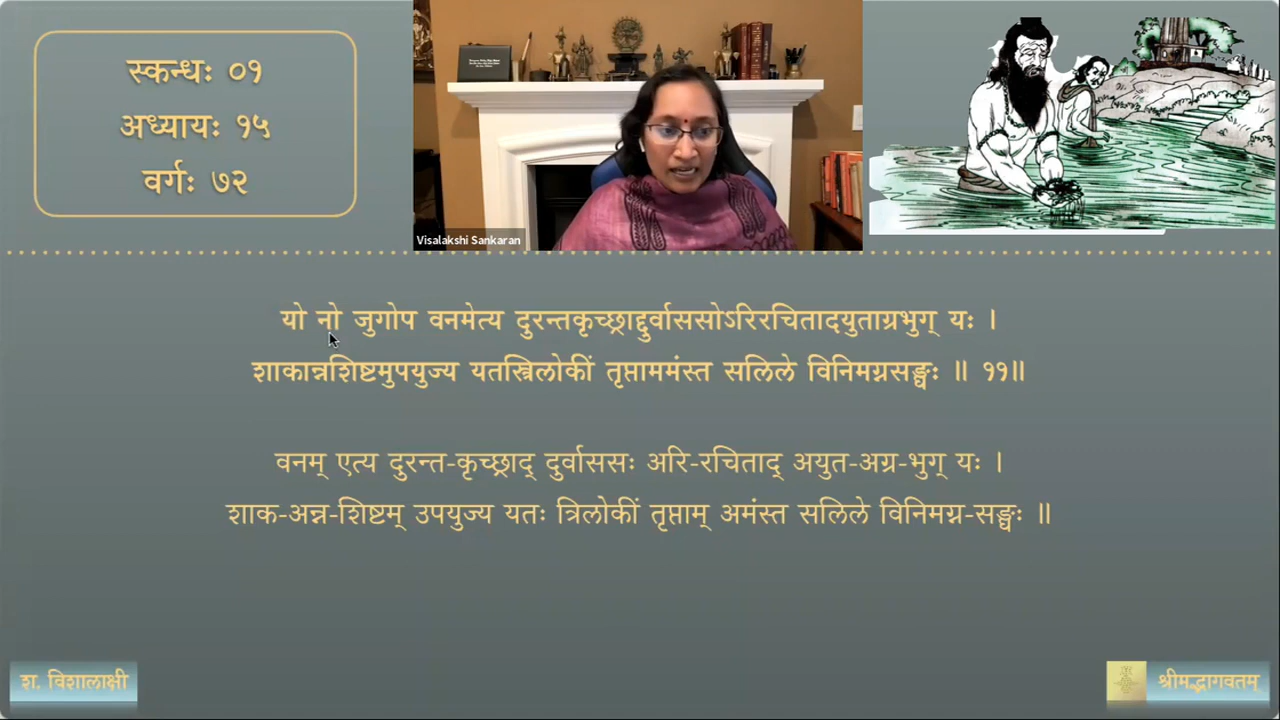 स्कन्धः ०१
अध्यायः १५
वर्गः ७२
Visalakshi Sankaran
यो नो जुगोप वनमेत्य दुरन्तकृच्छ्राद्दुर्वाससोऽरिरचितादयुताग्रभुग् यः ।
शाकान्नशिष्टमुपयुज्य यतस्त्रिलोकीं तृप्ताममंस्त सलिले विनिमग्नसङ्घः ॥ ११॥
वनम् एत्य दुरन्त-कृच्छ्राद् दुर्वाससः अरि-रचिताद् अयुत-अग्र-भुग् यः ।
शाक-अन्न-शिष्टम् उपयुज्य यतः त्रिलोकीं तृप्ताम् अमंस्त सलिले विनिमग्न-सङ्घः ॥
श. विशालाक्षी
श्रीमद्भागवतम्